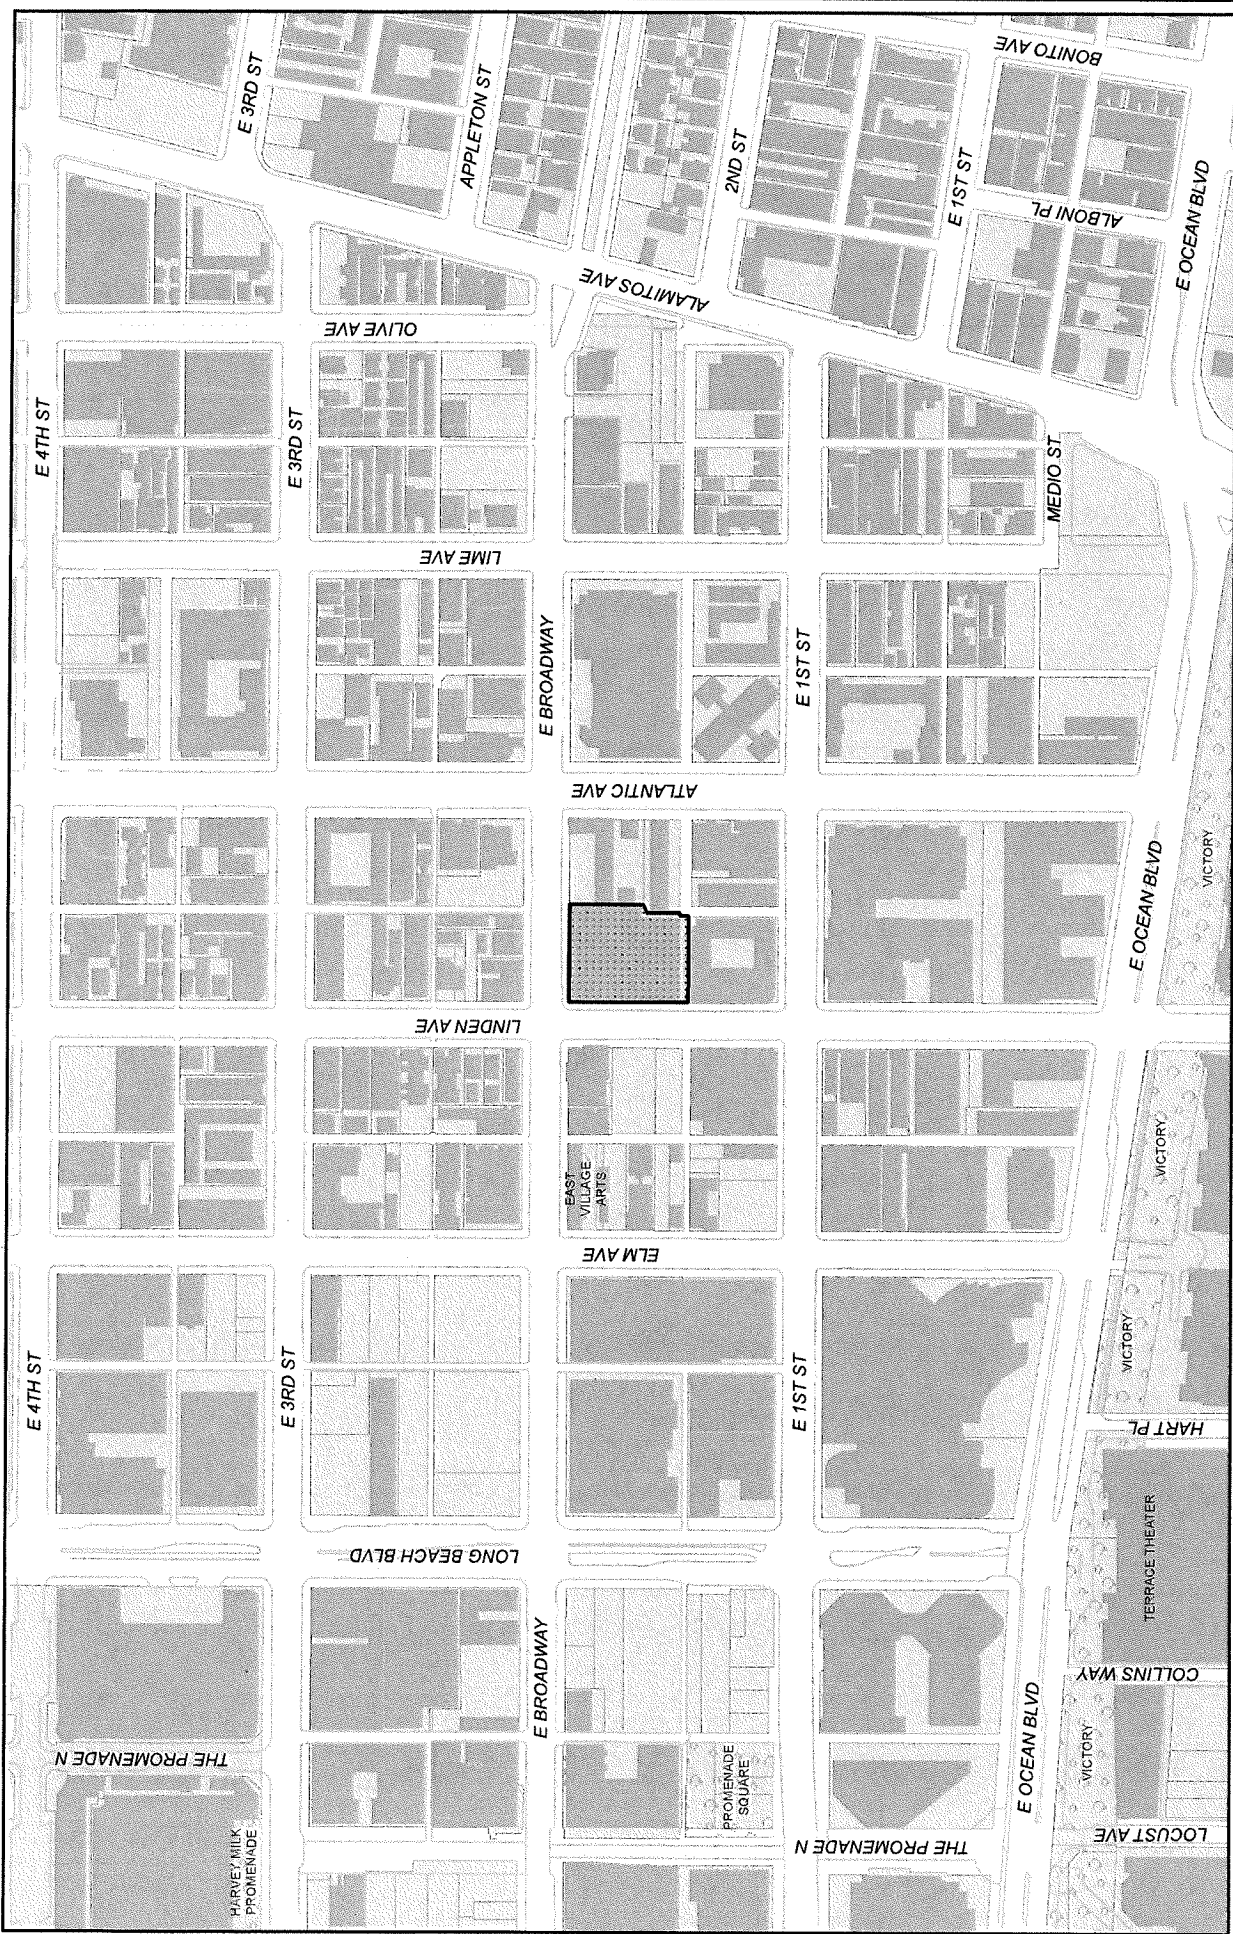 E 3RD ST
APPLETON ST
2ND ST
BONITO AVE
E 1ST ST
ALBONI PL
E OCEAN BLVD
ALAMITOS AVE
OLIVE AVE
E 4TH ST
E 3RD ST
MEDIO ST
LIME AVE
E BROADWAY
E 1ST ST
ATLANTIC AVE
VICTORY
E OCEAN BLVD
LINDEN AVE
VICTORY
EAST
VILLAGE
ARTS
ELM AVE
VICTORY
E 4TH ST
E 3RD ST
E 1ST ST
HART PL
LONG BEACH BLVD
TERRACE THEATER
COLLINS WAY
E BROADWAY
E OCEAN BLVD
THE PROMENADE N
VICTORY
PROMENADE
SQUARE
LOCUST AVE
THE PROMENADE N
HARVEY MILK
PROMENADE